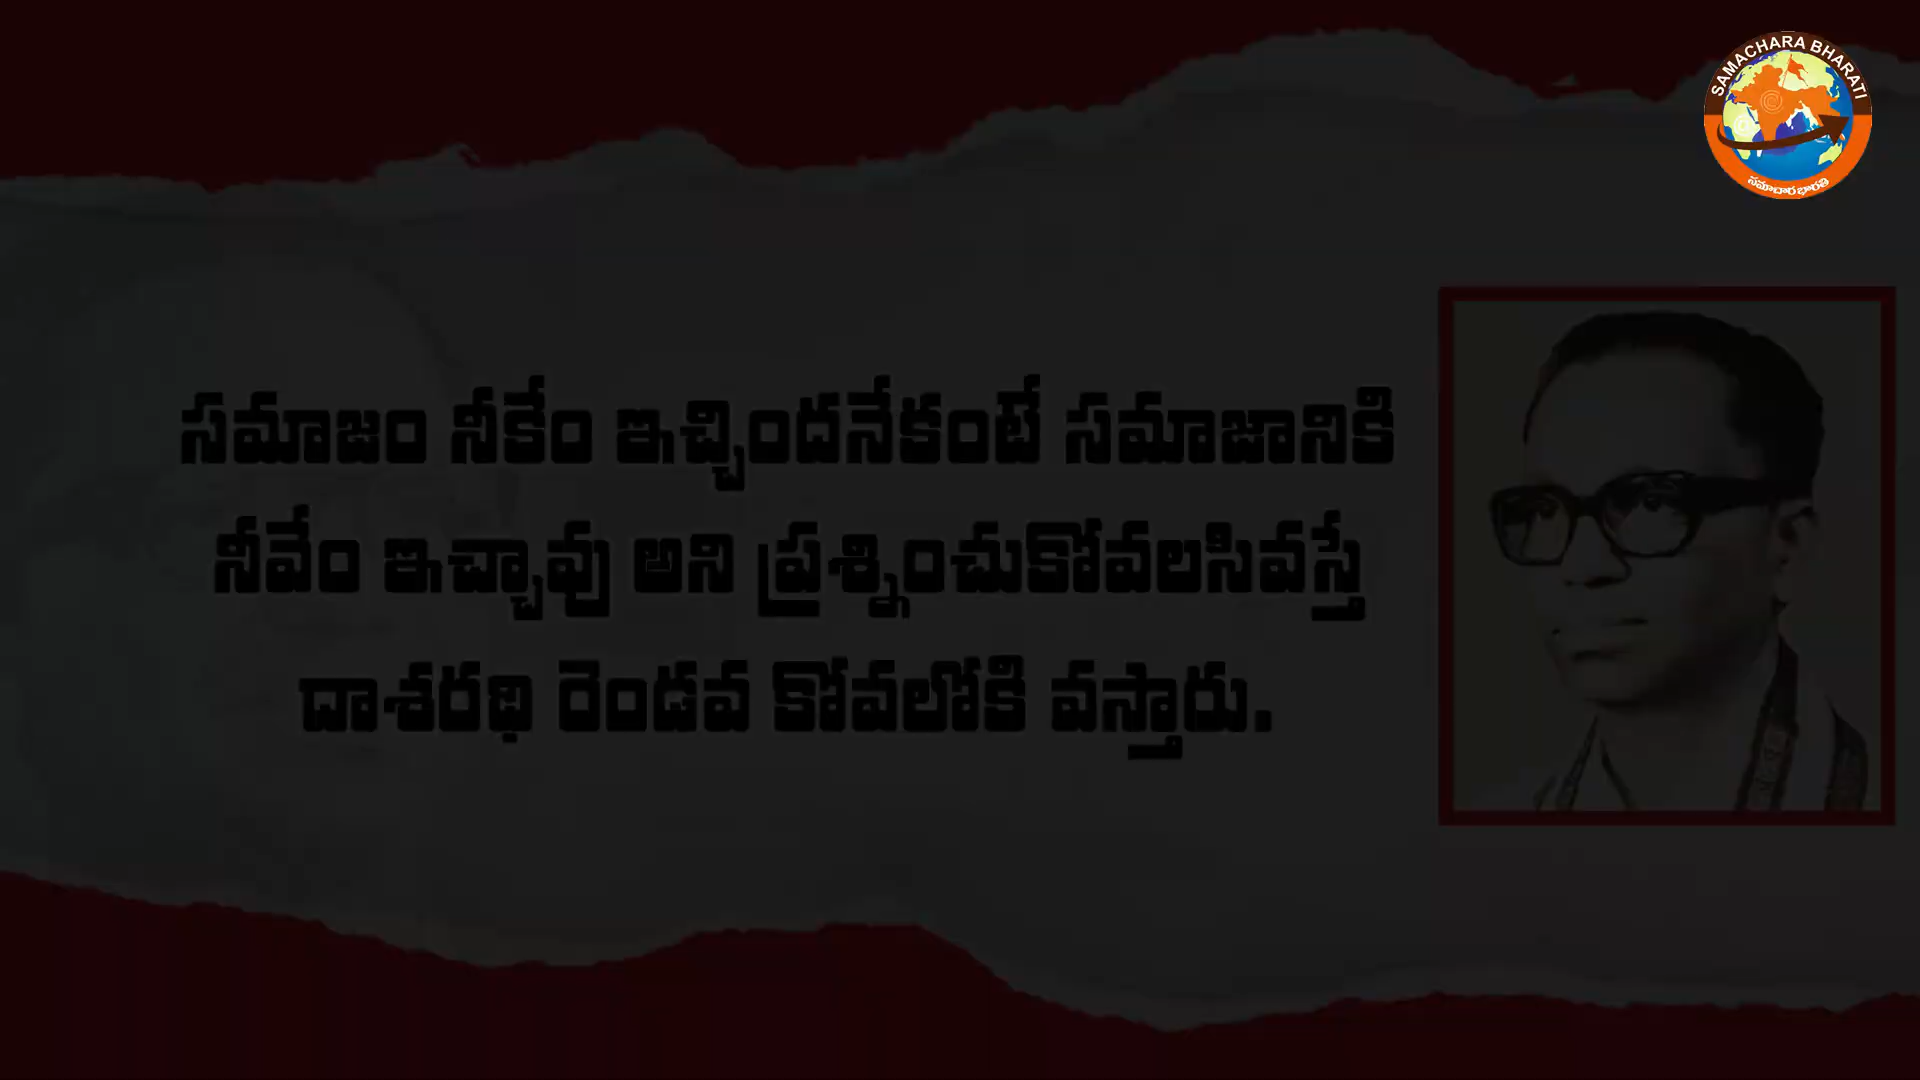 SAMACHARA BHARATI
సమాచార భారతి
సమాజం నీకేం ఇచ్చిందనేకంటే సమాజానికి
నీవేం ఇచ్చావు అని ప్రశ్నించుకోవలసివస్తే
దాశరథి రెండవ కోవలోకి వస్తారు.